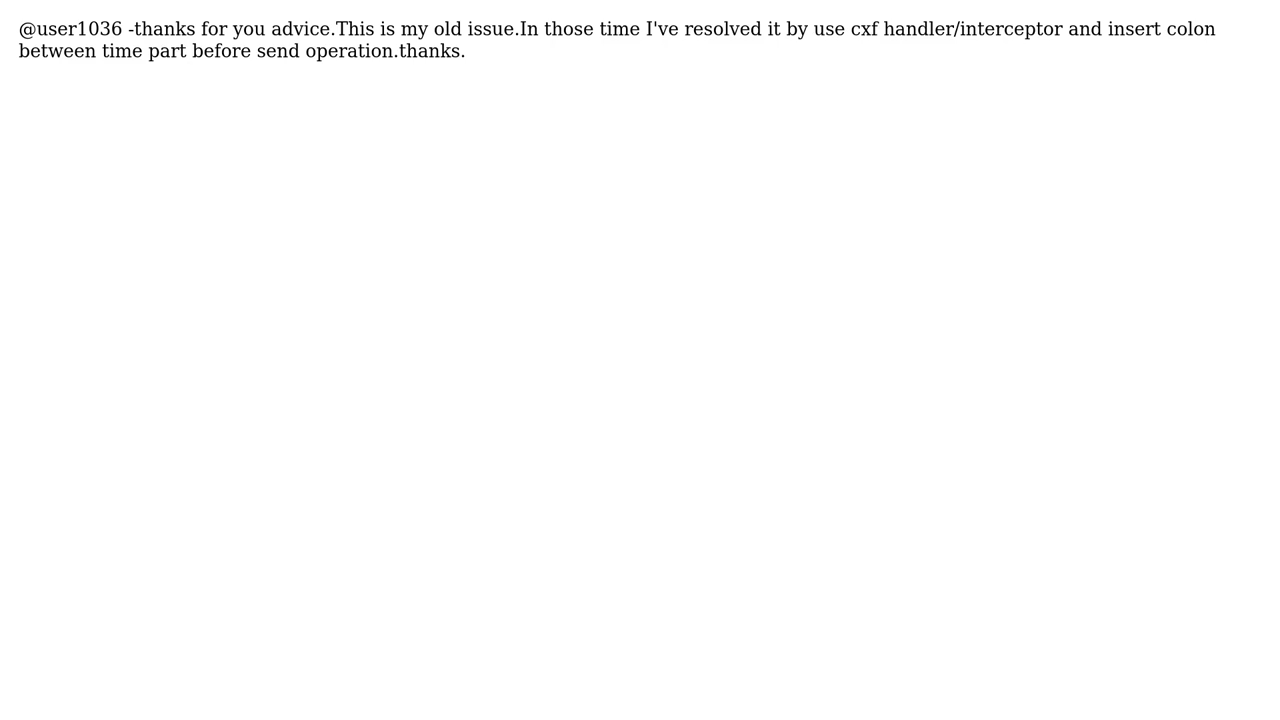 @user1036 -thanks for you advice.This is my old issue.In those time I've resolved it by use cxf handler/interceptor and insert colon
between time part before send operation.thanks.